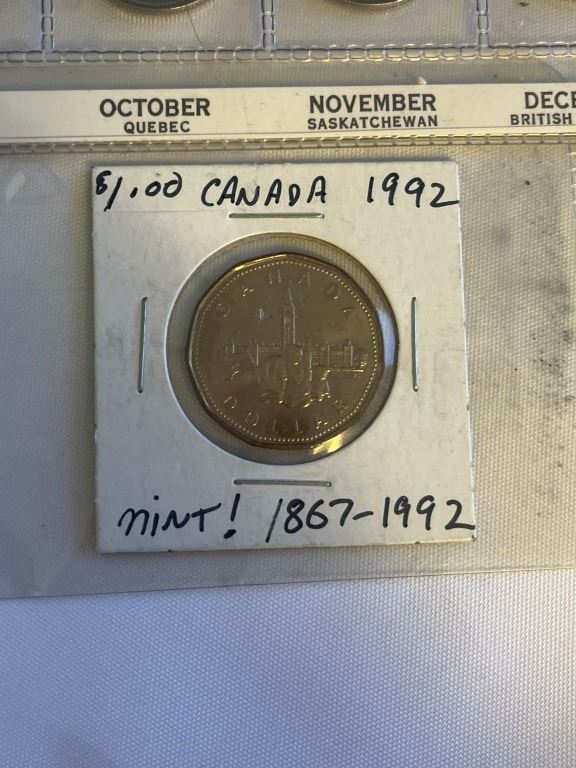 OCTOBER NOVEMBER DECE
QUEBEC SASKATCHEWAN BRITISH
$1.00 CANADA 1992
CANADA
DOLLAR
MINT! 1867-1992